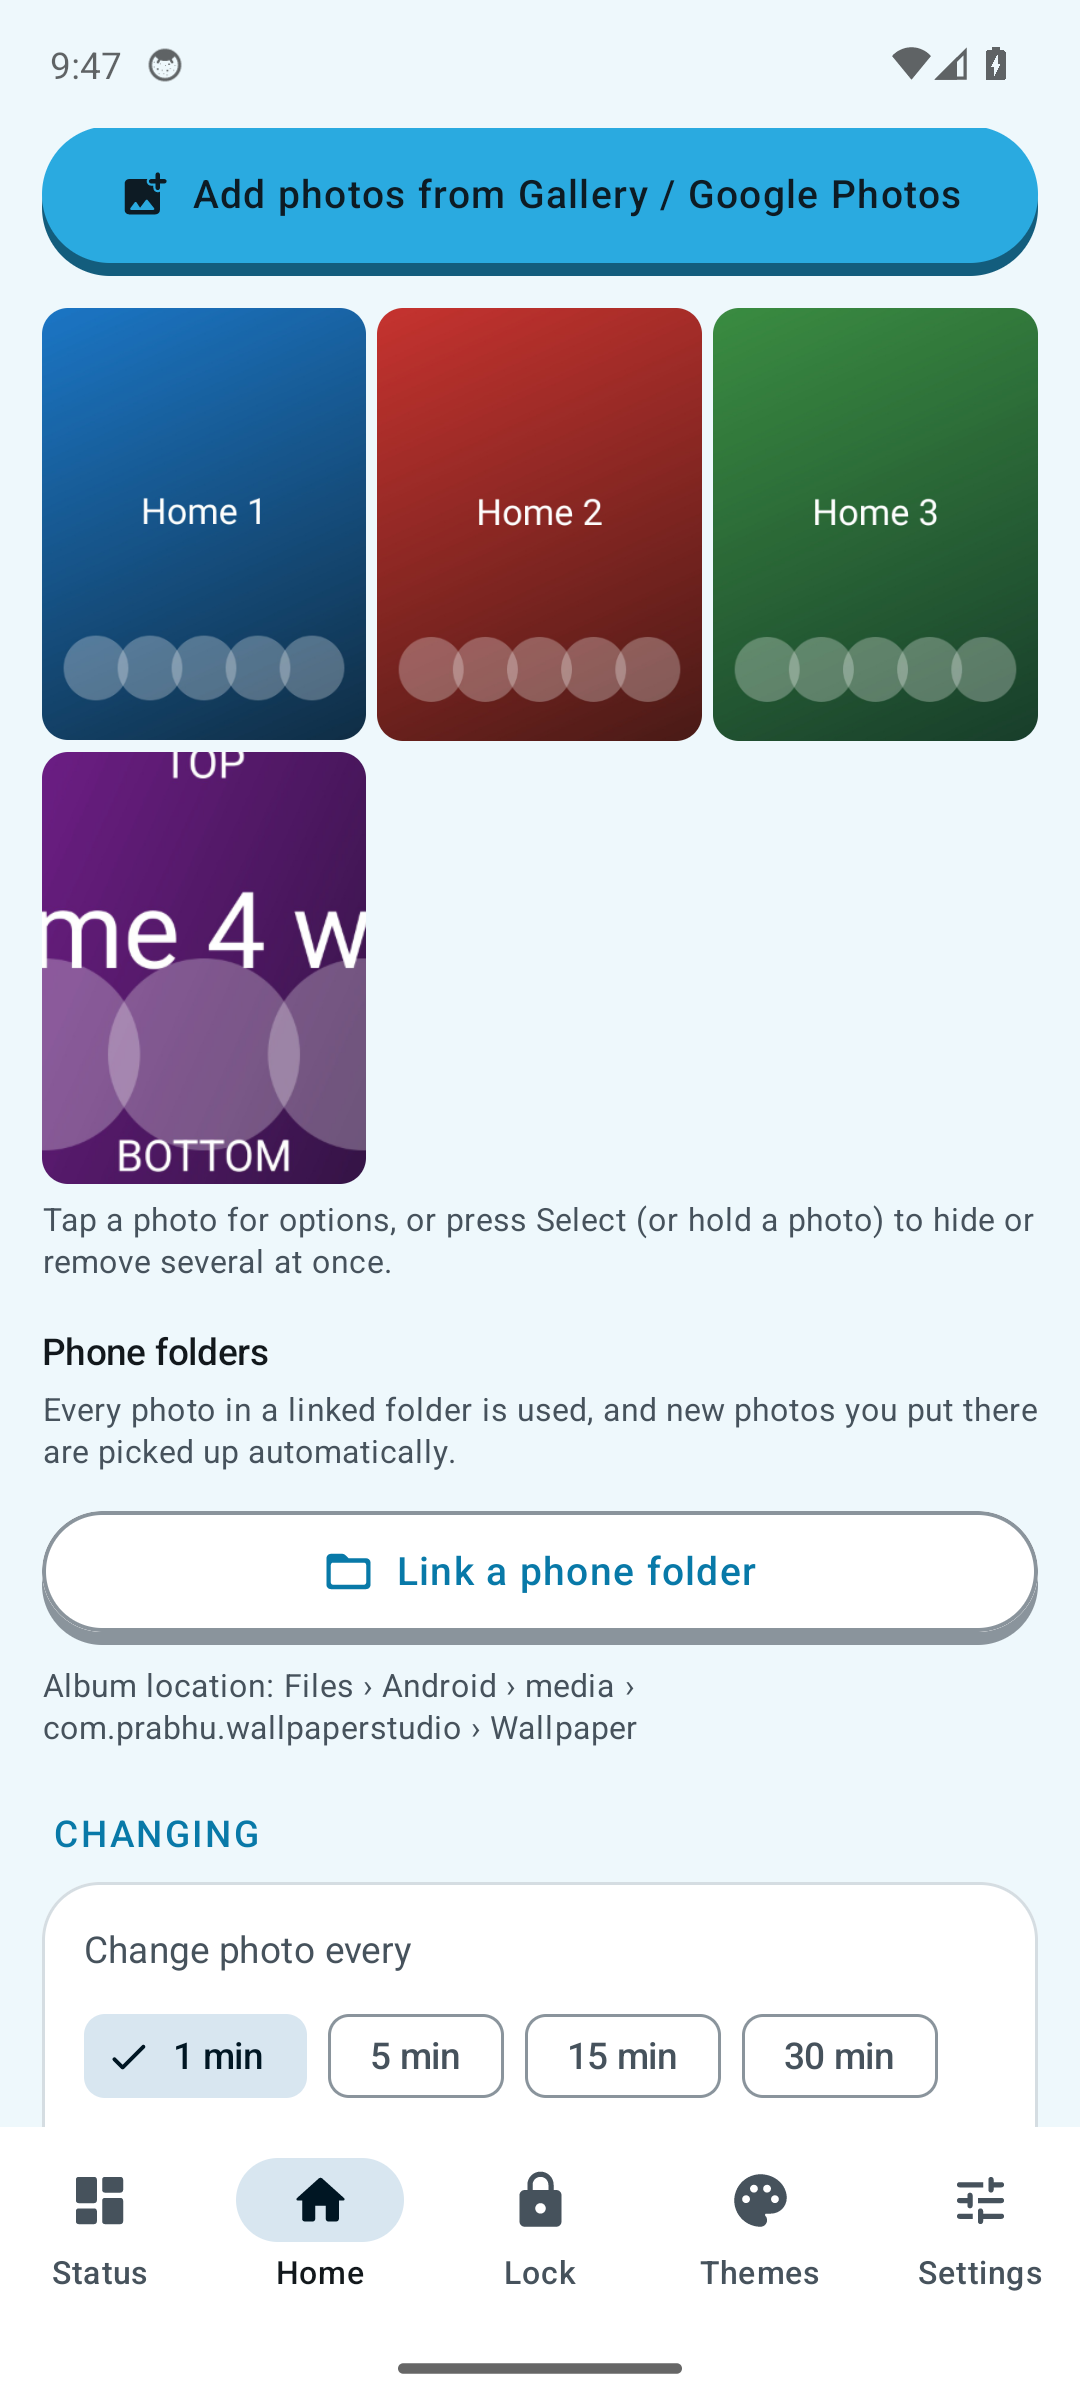 9:47
Add photos from Gallery / Google Photos
Home 1
Home 2
Home 3
TOP
me 4 w
BOTTOM
Tap a photo for options, or press Select (or hold a photo) to hide or
remove several at once.
Phone folders
Every photo in a linked folder is used, and new photos you put there
are picked up automatically.
Link a phone folder
Album location: Files › Android › media ›
com.prabhu.wallpaperstudio › Wallpaper
CHANGING
Change photo every
1 min
5 min
15 min
30 min
Status
Home
Lock
Themes
Settings